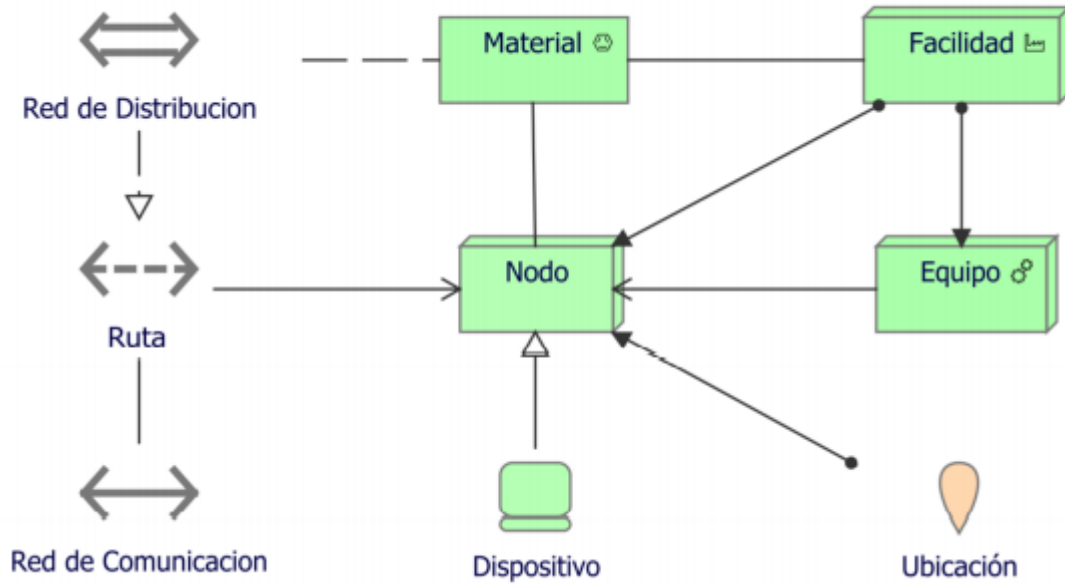 Material
Facilidad
Red de Distribucion
Nodo
Equipo
Ruta
Red de Comunicacion
Dispositivo
Ubicación